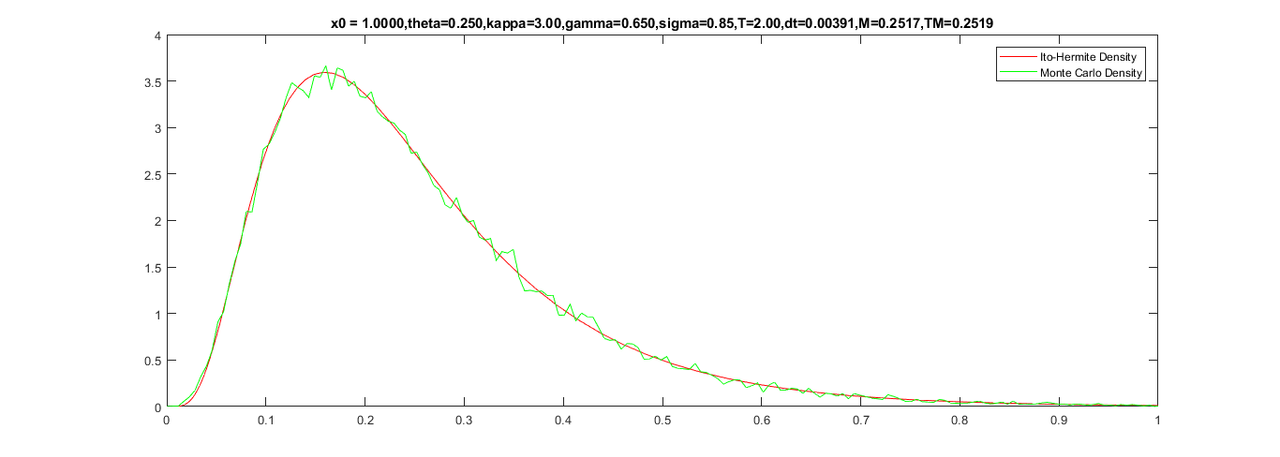 x0 = 1.0000,theta=0.250,kappa=3.00,gamma=0.650,sigma=0.85,T=2.00,dt=0.00391,M=0.2517,TM=0.2519
Ito-Hermite Density
Monte Carlo Density
4
3.5
3
2.5
2
1.5
1
0.5
0
0 0.1 0.2 0.3 0.4 0.5 0.6 0.7 0.8 0.9 1